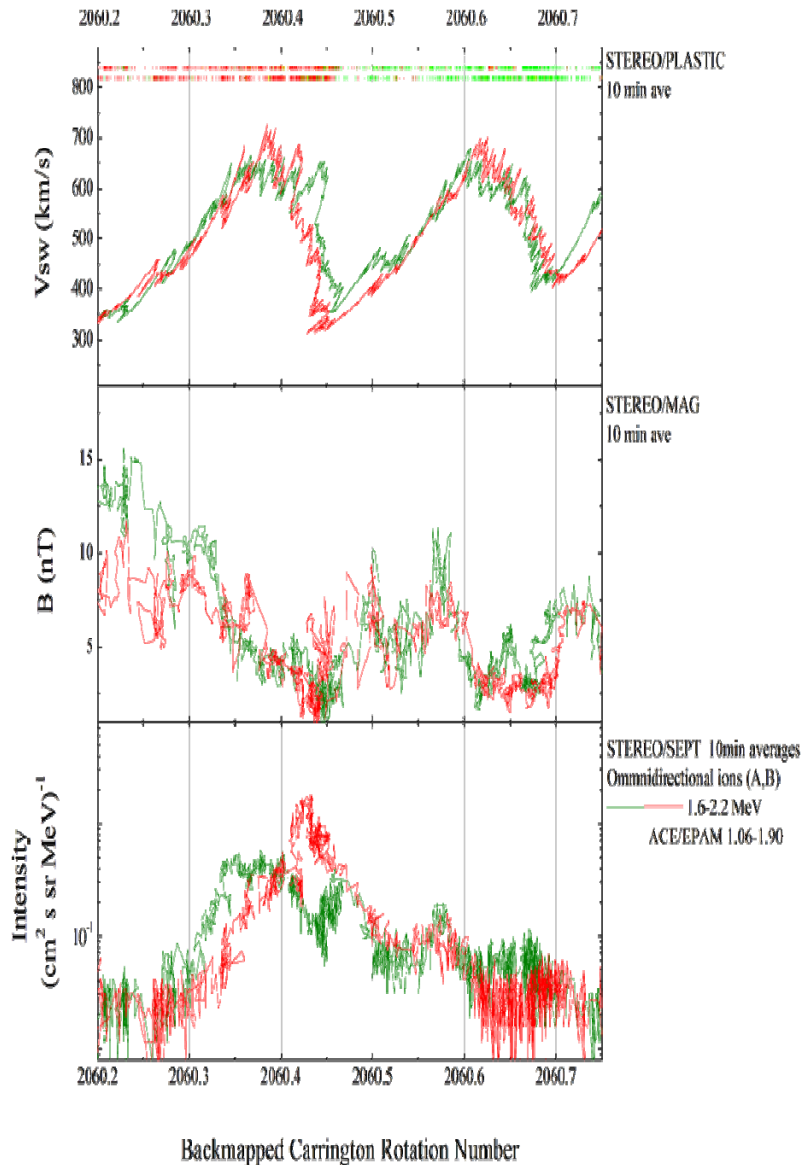 2060.2 2060.3 2060.4 2060.5 2060.6 2060.7
STEREO/PLASTIC
10 min ave
800
700
600
500
400
300
Vsw (km/s)
STEREO/MAG
10 min ave
15
10
5
B (nT)
STEREO/SEPT 10min averages
Ommnidirectional ions (A,B)
1.6-2.2 MeV
ACE/EPAM 1.06-1.90
10-1
Intensity
(cm2 s sr MeV)-1
2060.2 2060.3 2060.4 2060.5 2060.6 2060.7
Backmapped Carrington Rotation Number